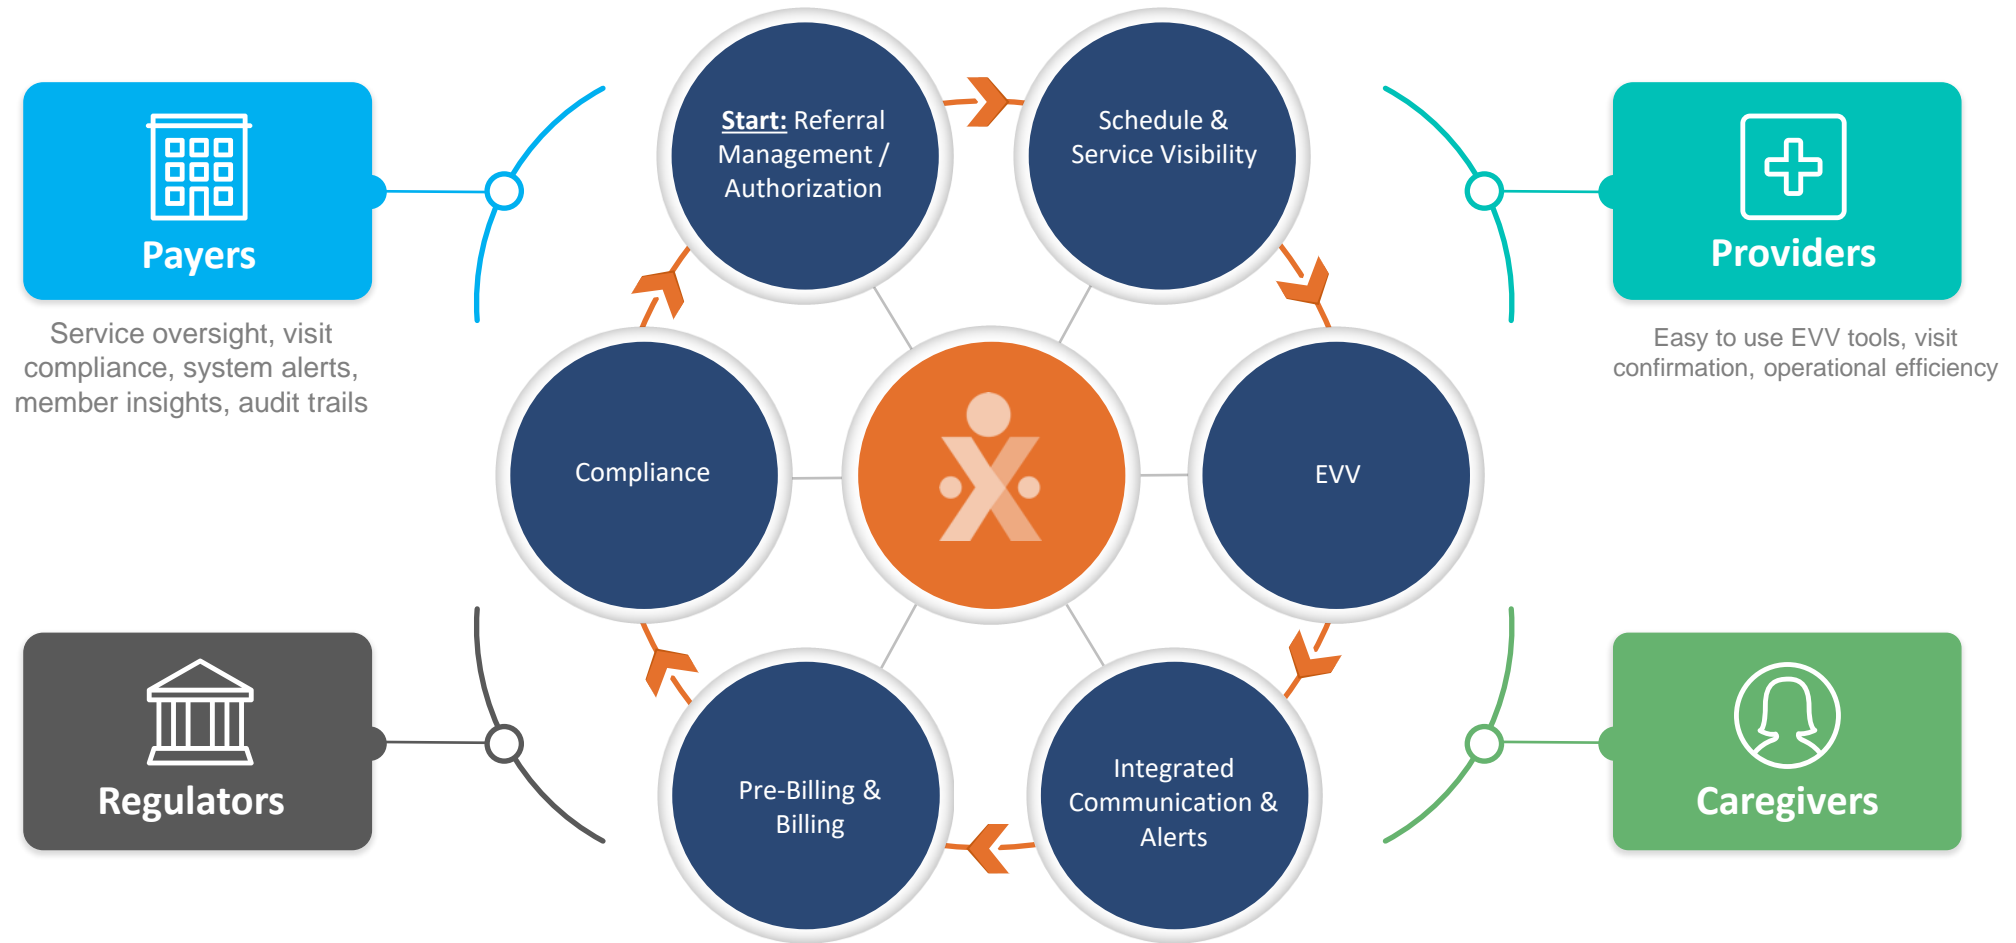 Start: Referral
Management /
Authorization
Schedule &
Service Visibility
Payers
Service oversight, visit
compliance, system alerts,
member insights, audit trails
Providers
Easy to use EVV tools, visit
confirmation, operational efficiency
Compliance
EVV
Regulators
Pre-Billing &
Billing
Integrated
Communication &
Alerts
Caregivers